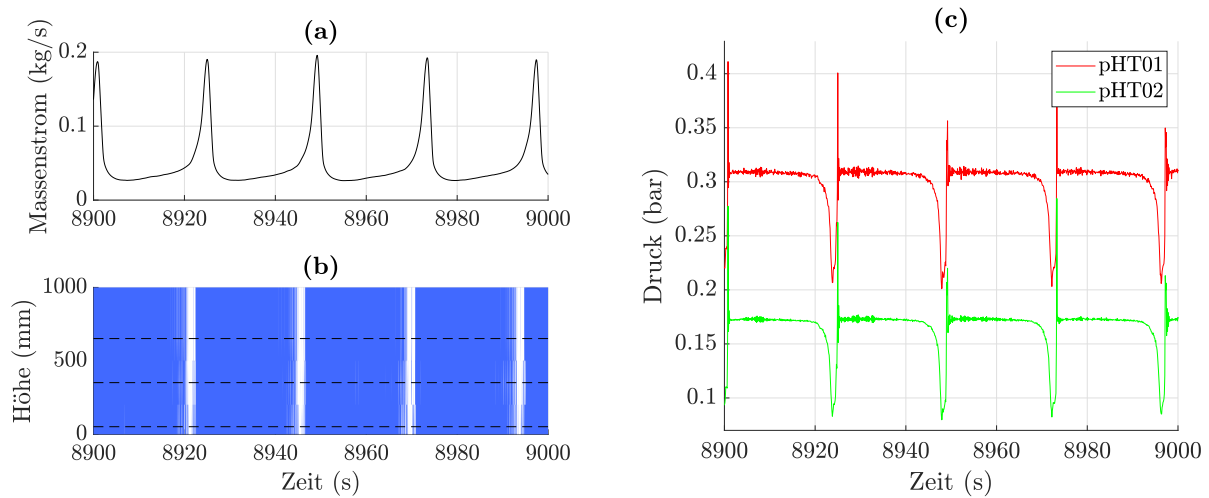 (a)
Massenstrom (kg/s)
0.2
0.1
0
8900 8920 8940 8960 8980 9000
(b)
Höhe (mm)
1000
500
0
8900 8920 8940 8960 8980 9000
Zeit (s)
(c)
pHT01
pHT02
Druck (bar)
0.4
0.35
0.3
0.25
0.2
0.15
0.1
8900 8920 8940 8960 8980 9000
Zeit (s)